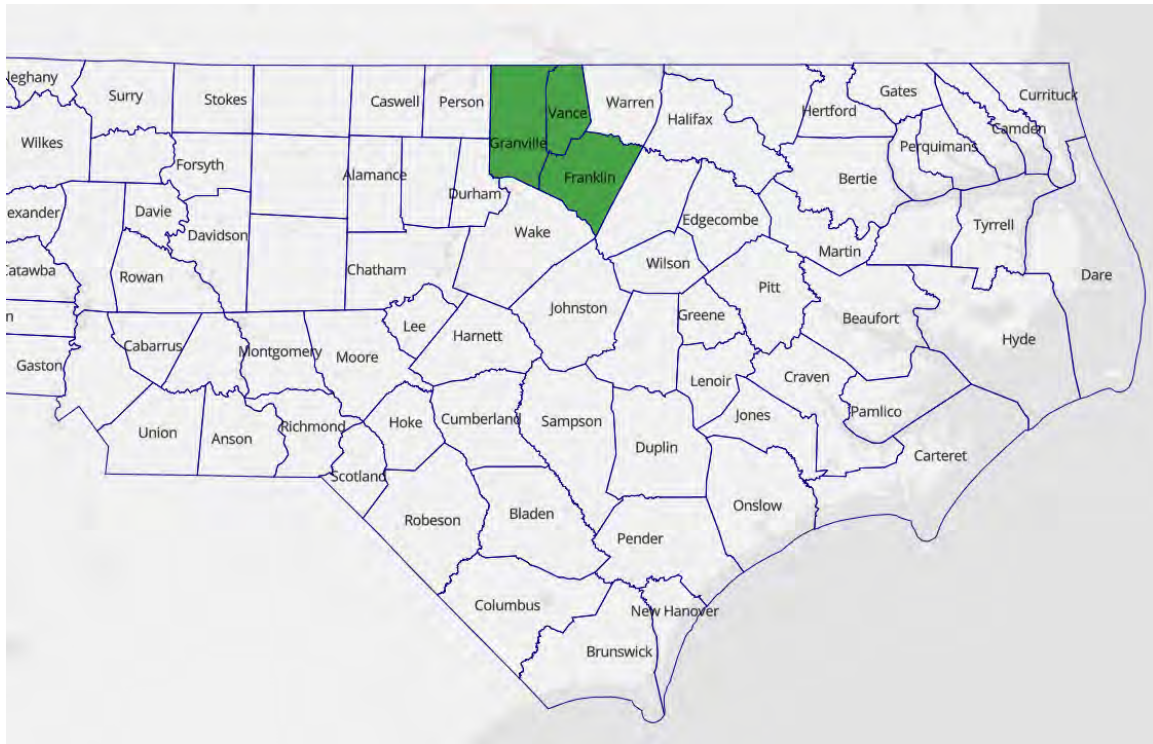 leghany
Surry
Stokes
Caswell
Person
Vance
Warren
Halifax
Hertford
Gates
Currituck
Camden
Wilkes
Forsyth
Alamance
Granville
Durham
Franklin
Perquimans
Bertie
exander
Davie
Davidson
Wake
Edgecombe
Martin
Tyrrell
Catawba
Rowan
Chatham
Wilson
Pitt
Dare
n
Cabarrus
Montgomery
Moore
Lee
Harnett
Johnston
Greene
Beaufort
Hyde
Gaston
Lenoir
Craven
Union
Anson
Richmond
Hoke
Cumberland
Sampson
Duplin
Jones
Pamlico
Carteret
Scotland
Robeson
Bladen
Pender
Onslow
Columbus
New Hanover
Brunswick